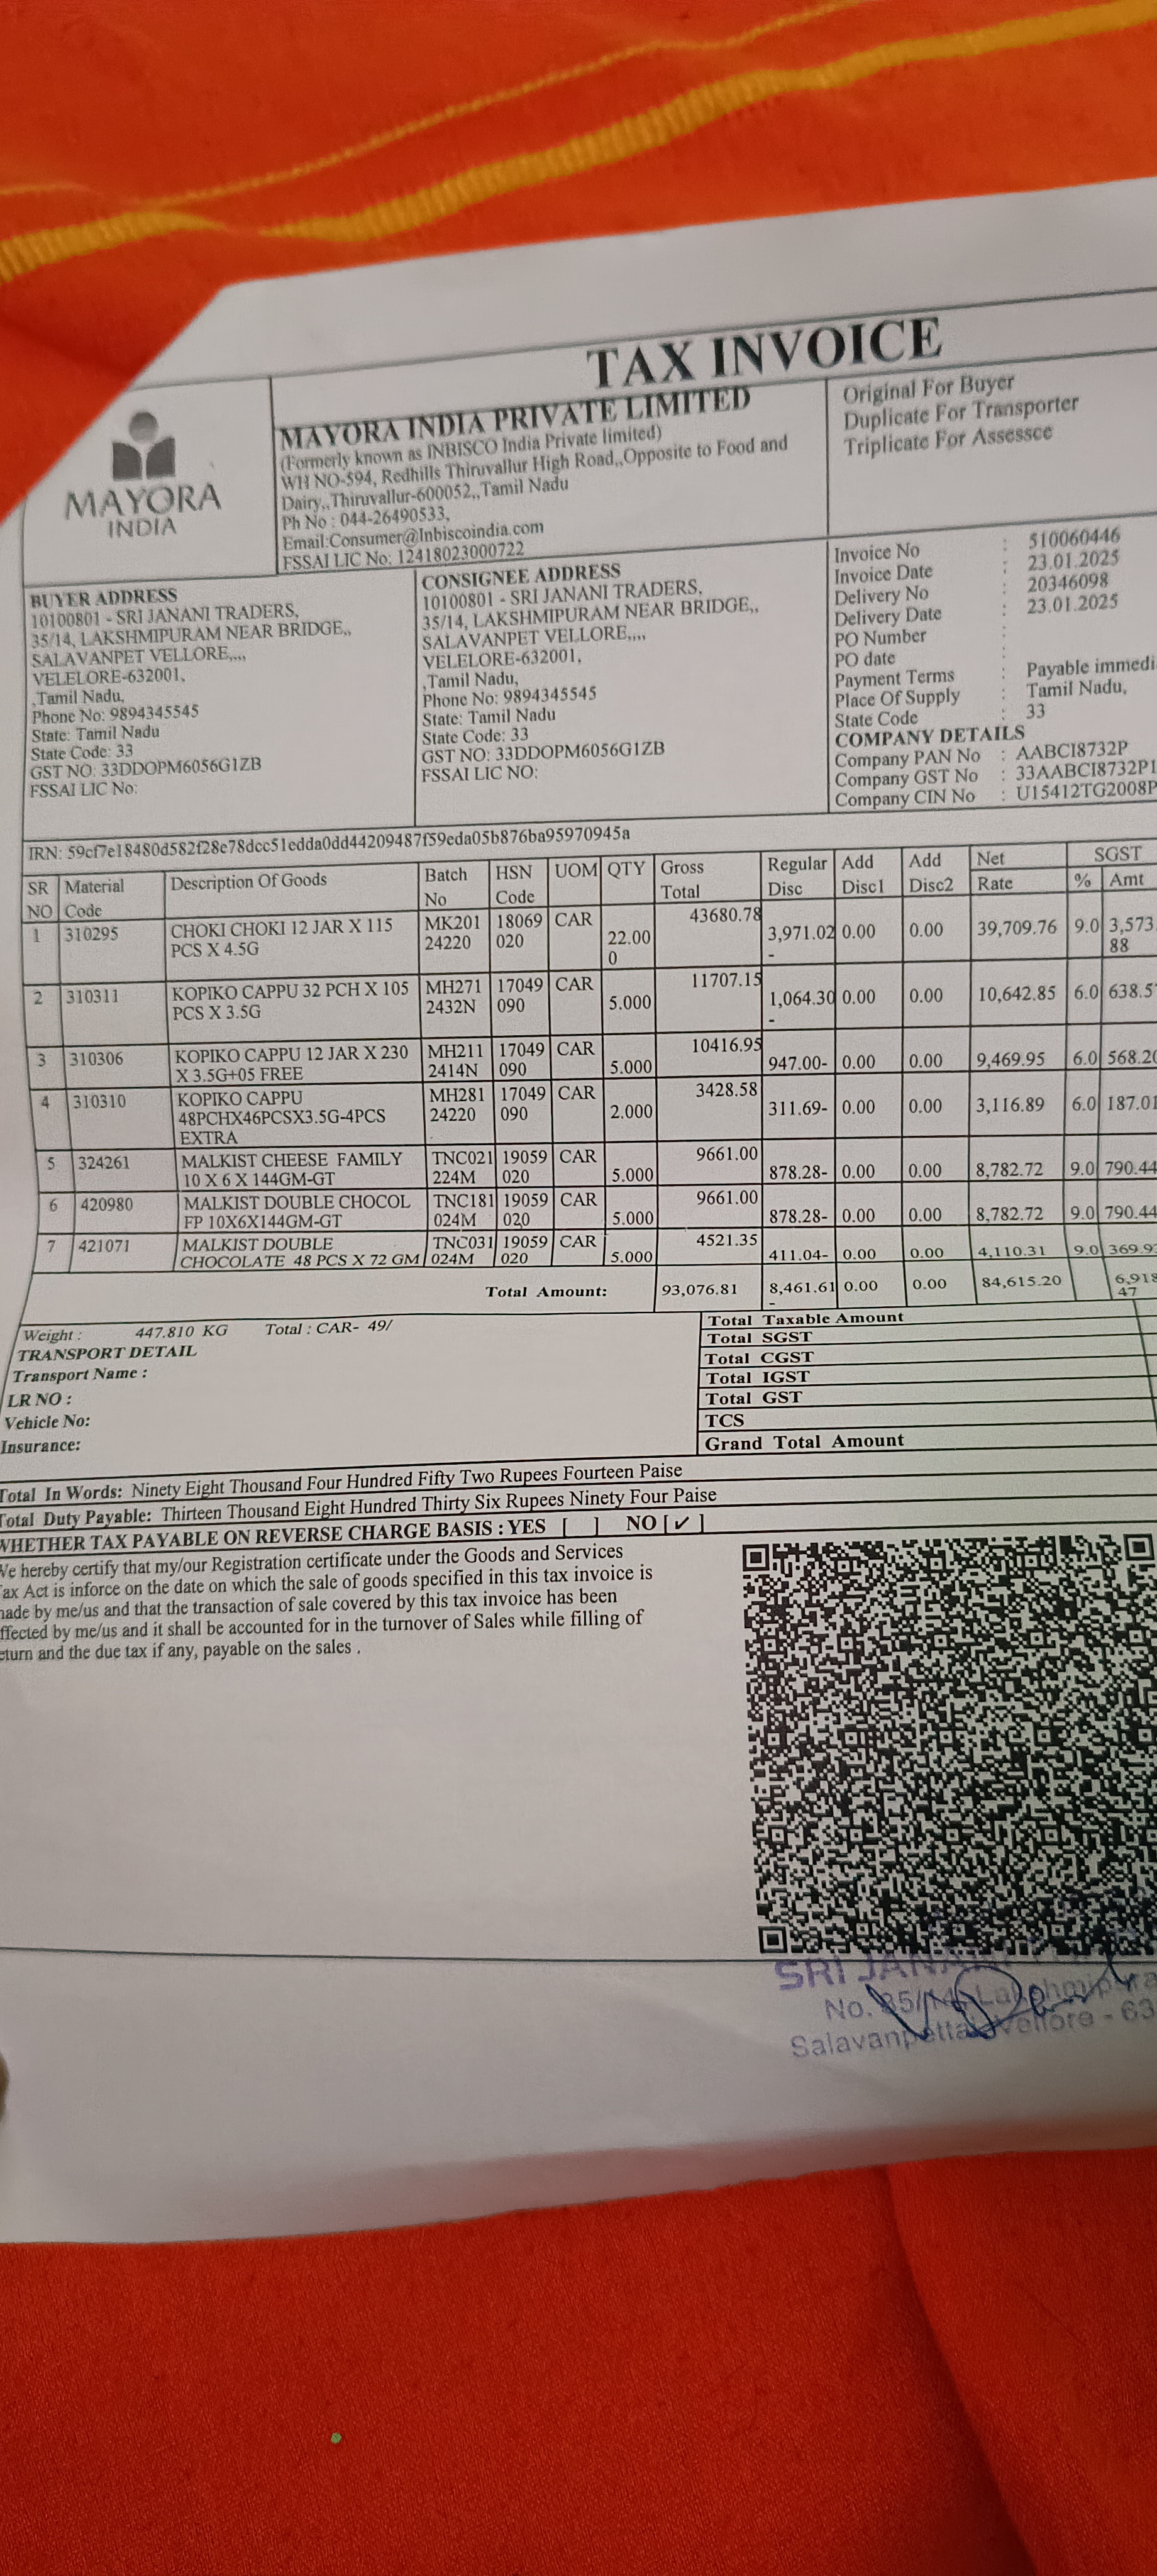 TAX INVOICE
MAYORA
INDIA
MAYORA INDIA PRIVATE LIMITED
(Formerly known as INBISCO India Private limited)
WH NO-594, Redhills Thiruvallur High Road,,Opposite to Food and
Dairy,,Thiruvallur-600052,,Tamil Nadu
Ph No : 044-26490533,
Email:Consumer@Inbiscoindia.com
FSSAI LIC No: 12418023000722
Original For Buyer
Duplicate For Transporter
Triplicate For Assessce
BUYER ADDRESS
10100801 - SRI JANANI TRADERS,
35/14, LAKSHMIPURAM NEAR BRIDGE,,
SALAVANPET VELLORE,,,,
VELELORE-632001,
,Tamil Nadu,
Phone No: 9894345545
State: Tamil Nadu
State Code: 33
GST NO: 33DDOPM6056G1ZB
FSSAI LIC No:
CONSIGNEE ADDRESS
10100801 - SRI JANANI TRADERS,
35/14, LAKSHMIPURAM NEAR BRIDGE,,
SALAVANPET VELLORE,,,,
VELELORE-632001,
,Tamil Nadu,
Phone No: 9894345545
State: Tamil Nadu
State Code: 33
GST NO: 33DDOPM6056G1ZB
FSSAI LIC NO:
Invoice No : 510060446
Invoice Date : 23.01.2025
Delivery No : 20346098
Delivery Date : 23.01.2025
PO Number :
PO date :
Payment Terms : Payable immedi
Place Of Supply : Tamil Nadu,
State Code : 33
COMPANY DETAILS
Company PAN No : AABCI8732P
Company GST No : 33AABCI8732P1
Company CIN No : U15412TG2008P
IRN: 59cf7e18480d582f28e78dcc51edda0dd44209487f59eda05b876ba95970945a
SR NO Material Code Description Of Goods Batch No HSN Code UOM QTY Gross Total Regular Disc Add Disc1 Add Disc2 Net Rate SGST % Amt
1 310295 CHOKI CHOKI 12 JAR X 115 MK201 18069 CAR 22.00 43680.78 3,971.02 0.00 0.00 39,709.76 9.0 3,573.
PCS X 4.5G 24220 020 0 - 88
2 310311 KOPIKO CAPPU 32 PCH X 105 MH271 17049 CAR 5.000 11707.15 1,064.30 0.00 0.00 10,642.85 6.0 638.5
PCS X 3.5G 2432N 090 -
3 310306 KOPIKO CAPPU 12 JAR X 230 MH211 17049 CAR 5.000 10416.95 947.00- 0.00 0.00 9,469.95 6.0 568.20
X 3.5G+05 FREE 2414N 090
4 310310 KOPIKO CAPPU MH281 17049 CAR 2.000 3428.58 311.69- 0.00 0.00 3,116.89 6.0 187.01
48PCHX46PCSX3.5G-4PCS 24220 090
EXTRA
5 324261 MALKIST CHEESE FAMILY TNC021 19059 CAR 5.000 9661.00 878.28- 0.00 0.00 8,782.72 9.0 790.44
10 X 6 X 144GM-GT 224M 020
6 420980 MALKIST DOUBLE CHOCOL TNC181 19059 CAR 5.000 9661.00 878.28- 0.00 0.00 8,782.72 9.0 790.44
FP 10X6X144GM-GT 024M 020
7 421071 MALKIST DOUBLE TNC031 19059 CAR 5.000 4521.35 411.04- 0.00 0.00 4,110.31 9.0 369.9
CHOCOLATE 48 PCS X 72 GM 024M 020
Total Amount: 93,076.81 8,461.61 0.00 0.00 84,615.20 6,918
- 47
Weight : 447.810 KG Total : CAR- 49/
TRANSPORT DETAIL
Transport Name :
LR NO :
Vehicle No:
Insurance:
Total Taxable Amount
Total SGST
Total CGST
Total IGST
Total GST
TCS
Grand Total Amount
Total In Words: Ninety Eight Thousand Four Hundred Fifty Two Rupees Fourteen Paise
Total Duty Payable: Thirteen Thousand Eight Hundred Thirty Six Rupees Ninety Four Paise
WHETHER TAX PAYABLE ON REVERSE CHARGE BASIS : YES [ ] NO [✓]
We hereby certify that my/our Registration certificate under the Goods and Services
Tax Act is inforce on the date on which the sale of goods specified in this tax invoice is
made by me/us and that the transaction of sale covered by this tax invoice has been
ffected by me/us and it shall be accounted for in the turnover of Sales while filling of
eturn and the due tax if any, payable on the sales .
SRI JANA
No. 35/14, Lakshmipura
Salavanpettai, Vellore - 63